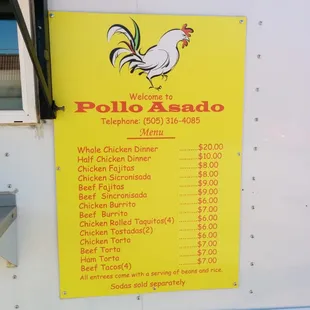 Welcome to
Pollo Asado
Telephone: (505) 316-4085
Menu
Whole Chicken Dinner $20.00
Half Chicken Dinner $10.00
Chicken Fajitas $8.00
Chicken Sicronisada $8.00
Beef Fajitas $9.00
Beef Sincronisada $9.00
Chicken Burrito $6.00
Beef Burrito $7.00
Chicken Rolled Taquitos(4) $6.00
Chicken Tostadas(2) $6.00
Chicken Torta $6.00
Beef Torta $7.00
Ham Torta $7.00
Beef Tacos(4) $7.00
All entrees come with a serving of beans and rice.
Sodas sold separately